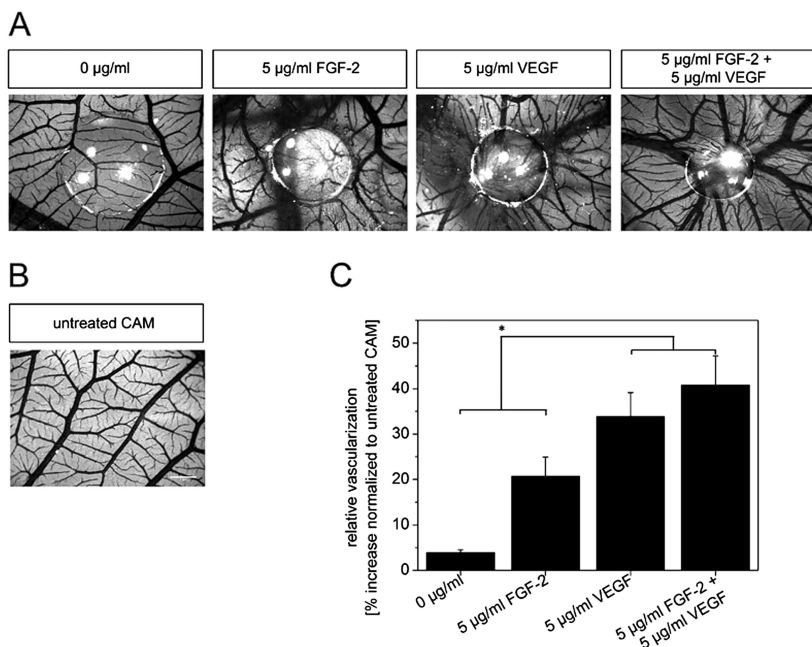 A
0 µg/ml
5 µg/ml FGF-2
5 µg/ml VEGF
5 µg/ml FGF-2 +
5 µg/ml VEGF
B
untreated CAM
C
relative vascularization
[% increase normalized to untreated CAM]
50
40
30
20
10
0
*
0 µg/ml
5 µg/ml FGF-2
5 µg/ml VEGF
5 µg/ml FGF-2 +
5 µg/ml VEGF